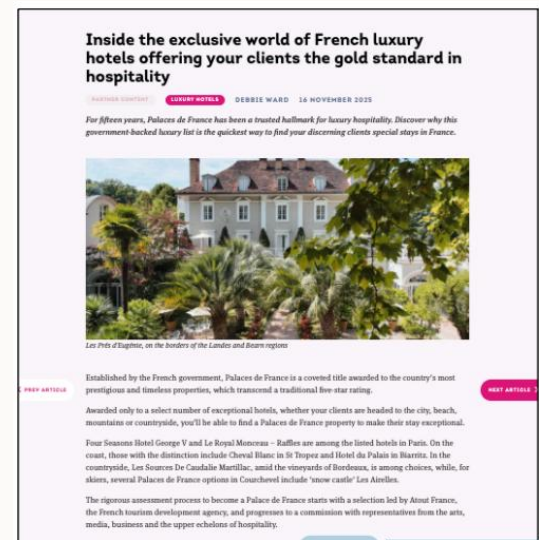 Inside the exclusive world of French luxury
hotels offering your clients the gold standard in
hospitality
PARTNER CONTENT LUXURY HOTELS DEBBIE WARD 16 NOVEMBER 2025
For fifteen years, Palaces de France has been a trusted hallmark for luxury hospitality. Discover why this
government-backed luxury list is the quickest way to find your discerning clients special stays in France.
Les Prés d'Eugénie, on the borders of the Landes and Bearn regions
Established by the French government, Palaces de France is a coveted title awarded to the country's most
prestigious and timeless properties, which transcend a traditional five-star rating.
PREV ARTICLE
NEXT ARTICLE
Awarded only to a select number of exceptional hotels, whether your clients are headed to the city, beach,
mountains or countryside, you'll be able to find a Palaces de France property to make their stay exceptional.
Four Seasons Hotel George V and Le Royal Monceau – Raffles are among the listed hotels in Paris. On the
coast, those with the distinction include Cheval Blanc in St Tropez and Hotel du Palais in Biarritz. In the
countryside, Les Sources De Caudalie Martillac, amid the vineyards of Bordeaux, is among choices, while, for
skiers, several Palaces de France options in Courchevel include 'snow castle' Les Airelles.
The rigorous assessment process to become a Palace de France starts with a selection led by Atout France,
the French tourism development agency, and progresses to a commission with representatives from the arts,
media, business and the upper echelons of hospitality.